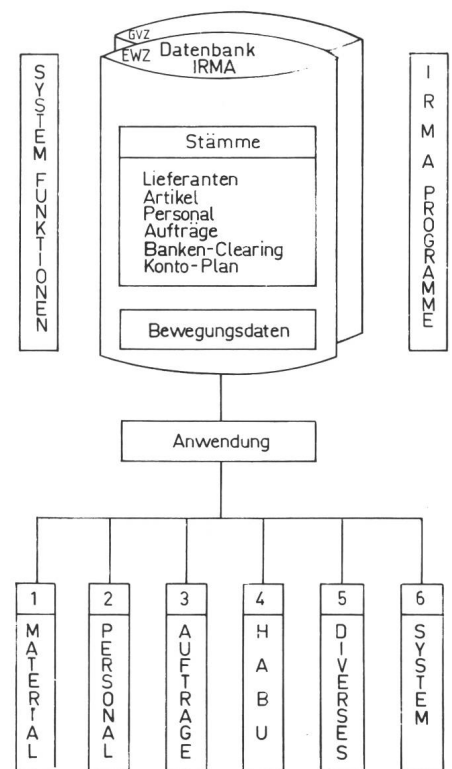 GVZ
EWZ Datenbank
IRMA
SYSTEM FUNKTIONEN
IRMA PROGRAMME
Stämme
Lieferanten
Artikel
Personal
Aufträge
Banken-Clearing
Konto-Plan
Bewegungsdaten
Anwendung
1
2
3
4
5
6
MATERIAL
PERSONAL
AUFTRAGE
HABU
DIVERSES
SYSTEM